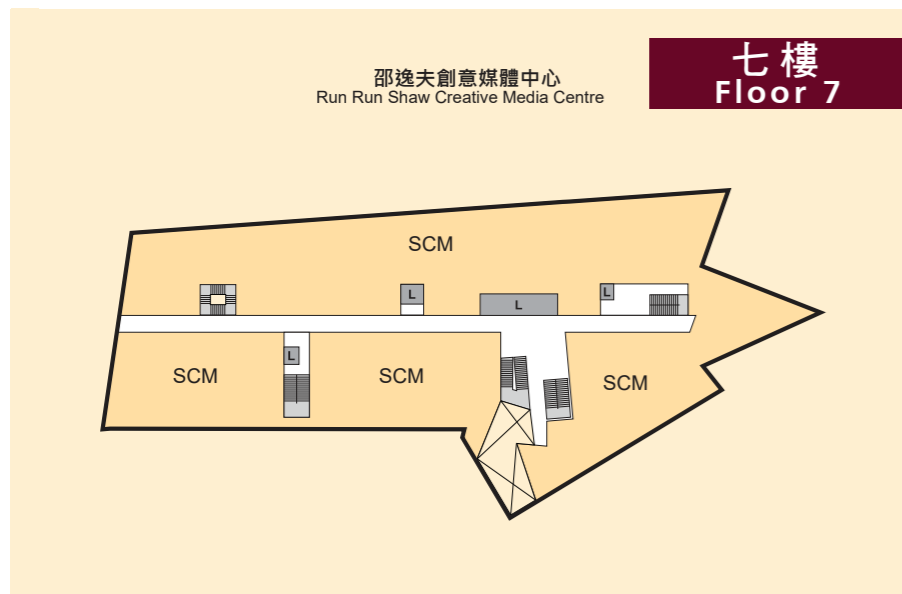 七樓
Floor 7
邵逸夫創意媒體中心
Run Run Shaw Creative Media Centre
SCM
L
L
L
L
SCM
SCM
SCM